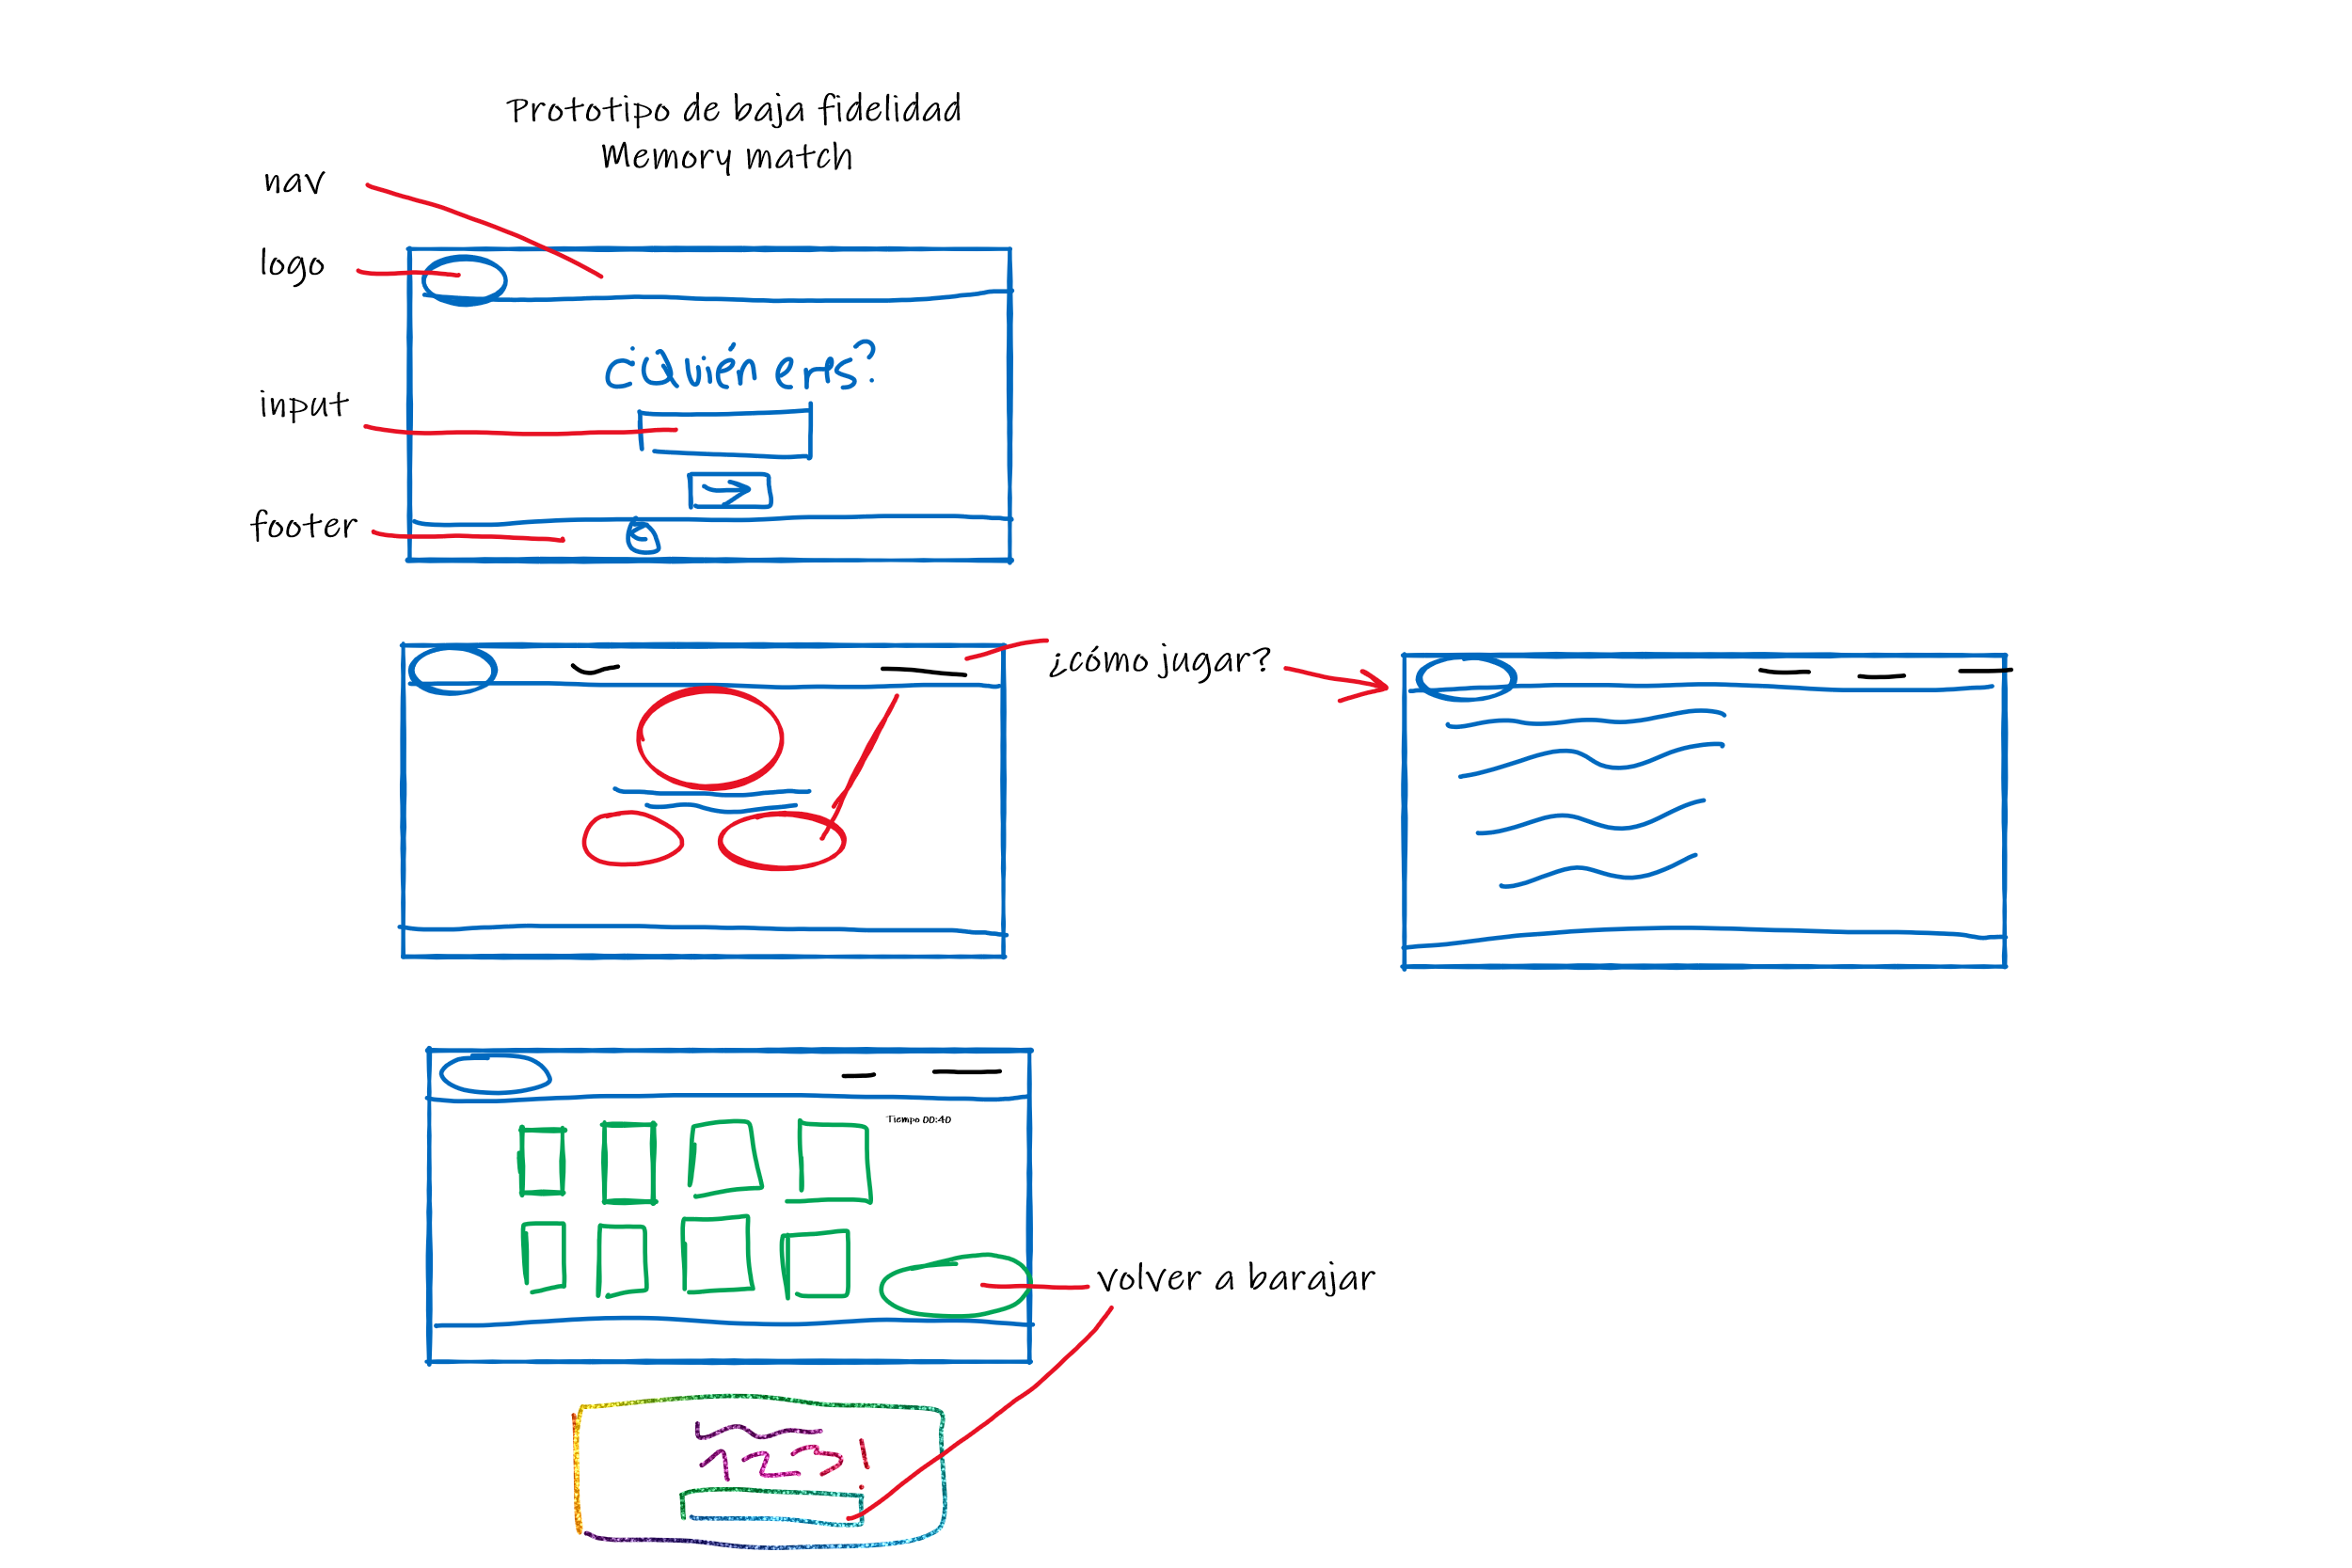 Prototipo de baja fidelidad
Memory match
nav
logo
¿Quién eres?
input
footer
¿cómo jugar?
Tiempo 00:40
volver a barajar
123!